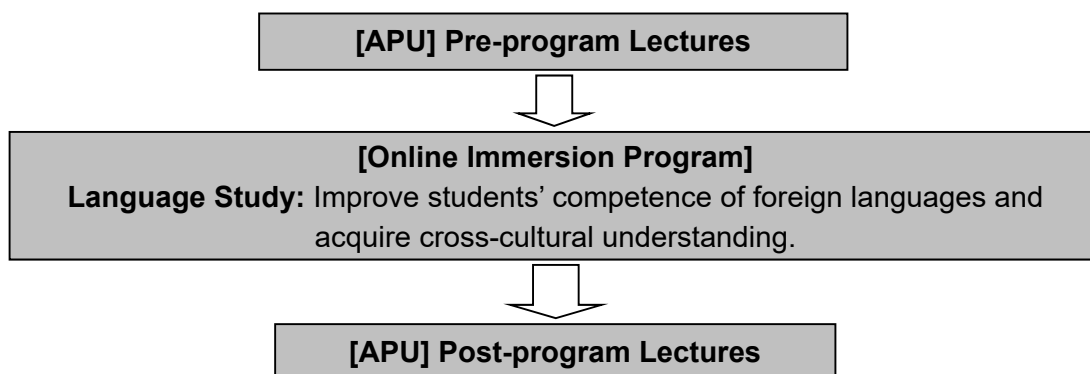 [APU] Pre-program Lectures
[Online Immersion Program]
Language Study: Improve students’ competence of foreign languages and
acquire cross-cultural understanding.
[APU] Post-program Lectures